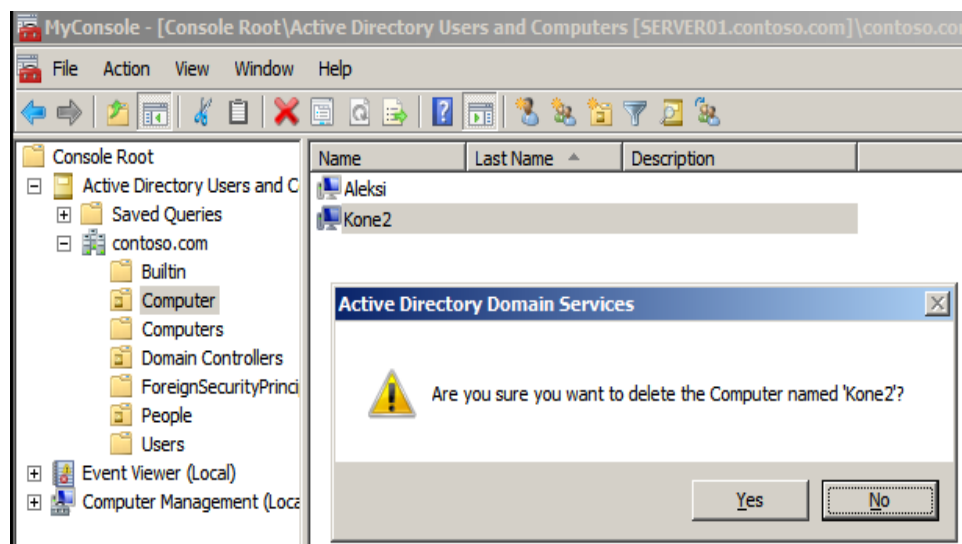 MyConsole - [Console Root\Active Directory Users and Computers [SERVER01.contoso.com]\contoso.co
File Action View Window Help
Console Root
Active Directory Users and C
Saved Queries
contoso.com
Builtin
Computer
Computers
Domain Controllers
ForeignSecurityPrinci
People
Users
Event Viewer (Local)
Computer Management (Loca
Name Last Name Description
Aleksi
Kone2
Active Directory Domain Services
Are you sure you want to delete the Computer named 'Kone2'?
Yes No